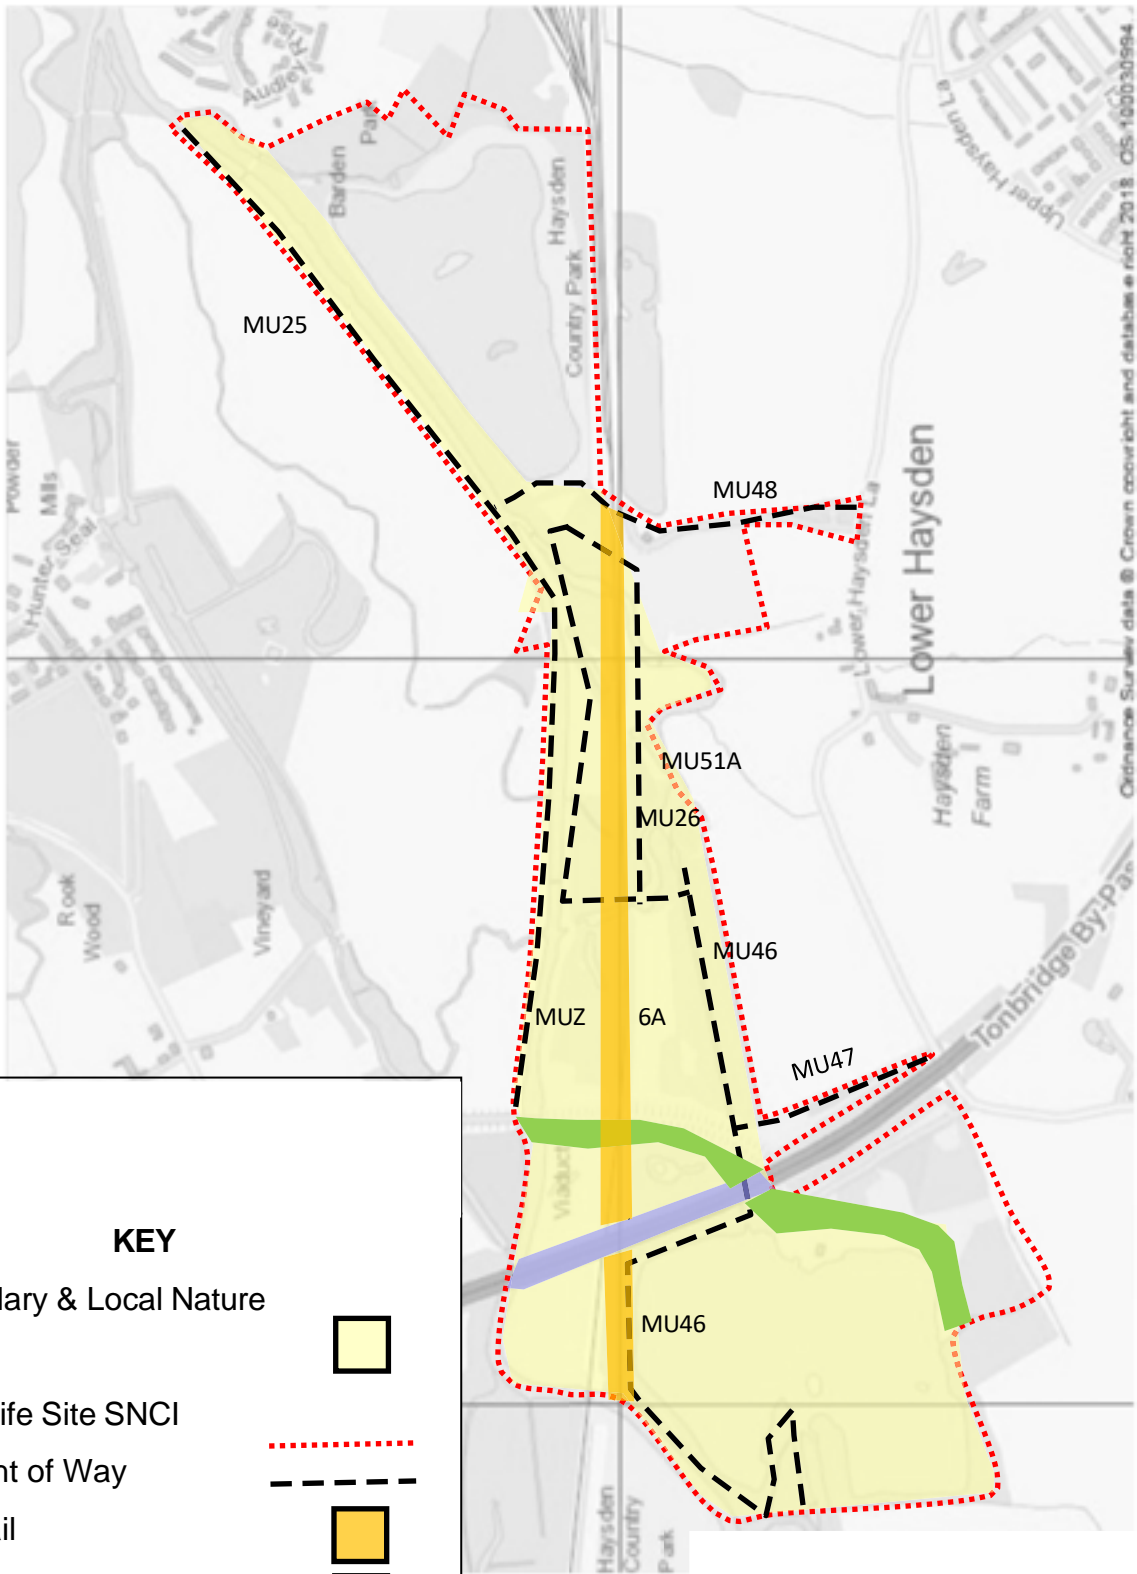 Audley Rise
Barden
Park
Haysden
Country Park
Upper Haysden La
MU25
Powder
Mills
Hunter Seal
MU48
Lower Haysden La
Lower Haysden
MU51A
MU26
Haysden
Farm
Rook
Wood
Vineyard
MU46
MUZ
6A
MU47
Tonbridge By-Pa
Viaduct
MU46
Haysden
Country
Park
KEY
lary & Local Nature
ife Site SNCI
nt of Way
il
Ordnance Survey data © Crown copyright and database right 2018 OS 100030994